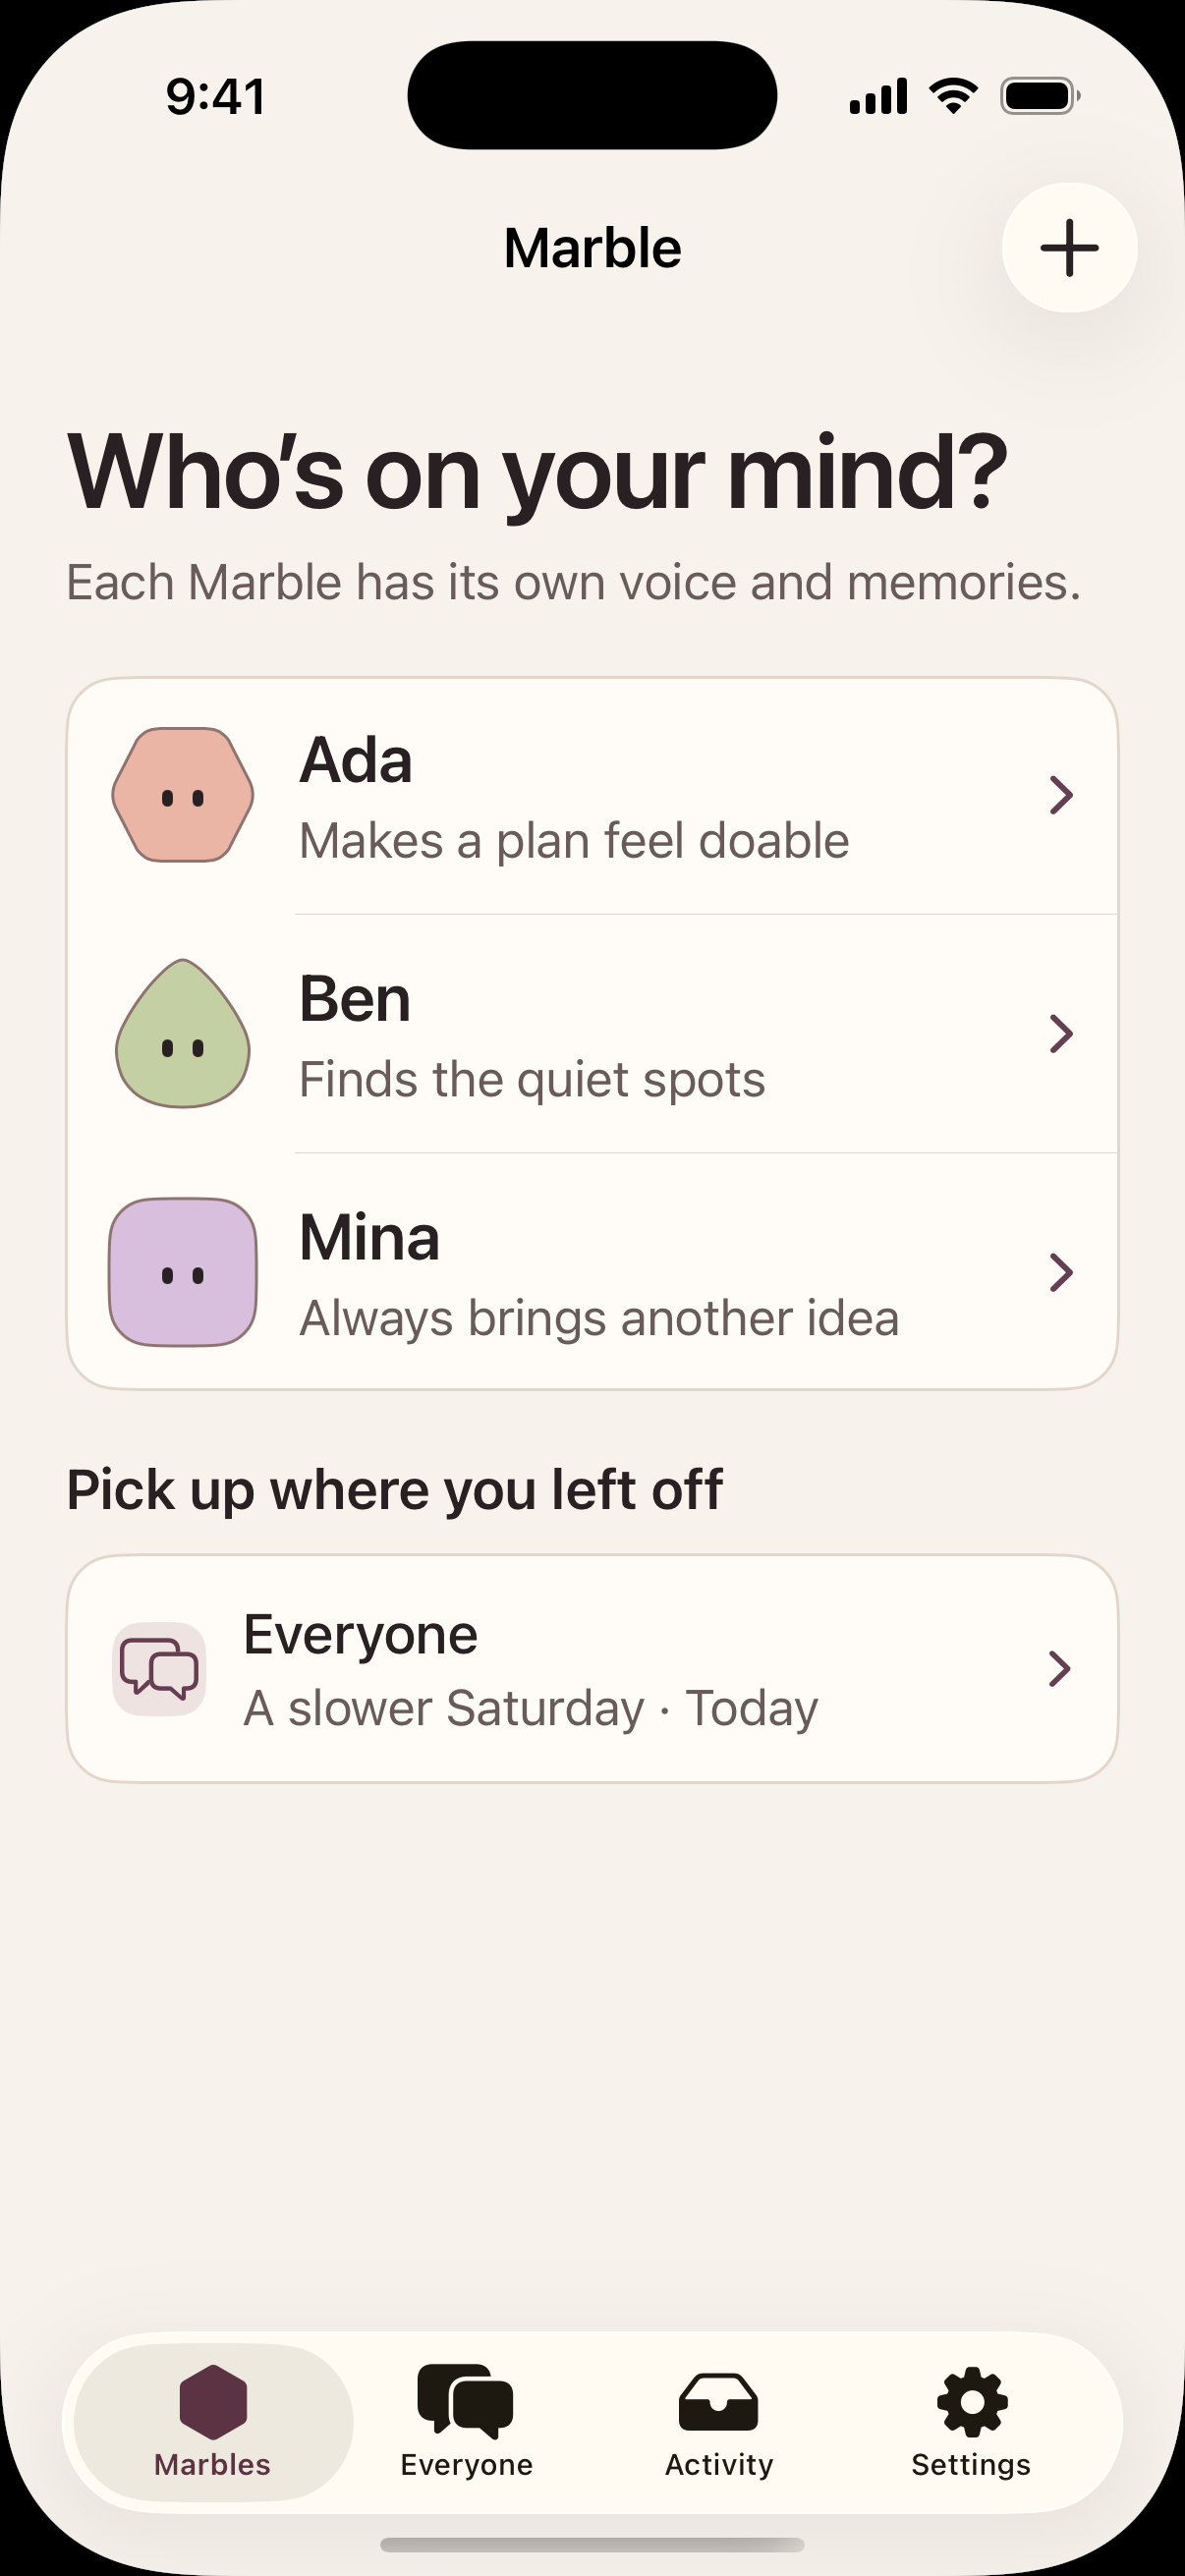 9:41
Marble
Who’s on your mind?
Each Marble has its own voice and memories.
Ada
Makes a plan feel doable
Ben
Finds the quiet spots
Mina
Always brings another idea
Pick up where you left off
Everyone
A slower Saturday · Today
Marbles
Everyone
Activity
Settings